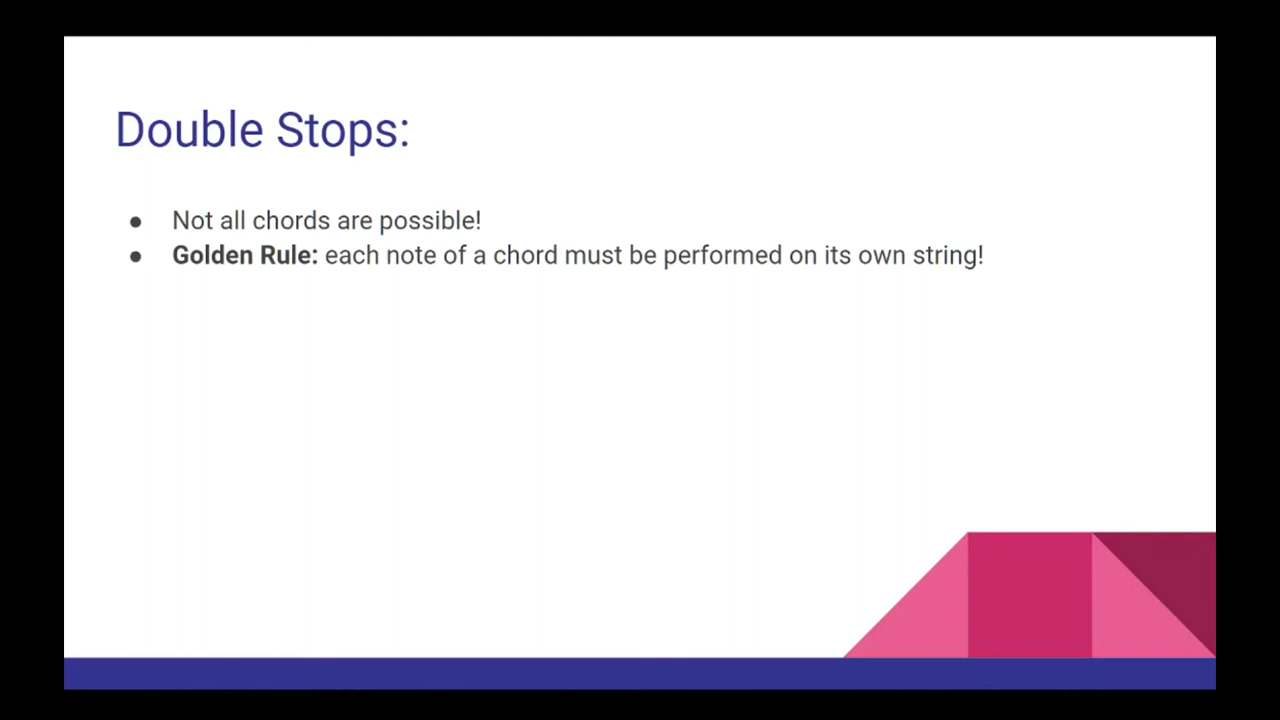 Double Stops:
● Not all chords are possible!
● Golden Rule: each note of a chord must be performed on its own string!